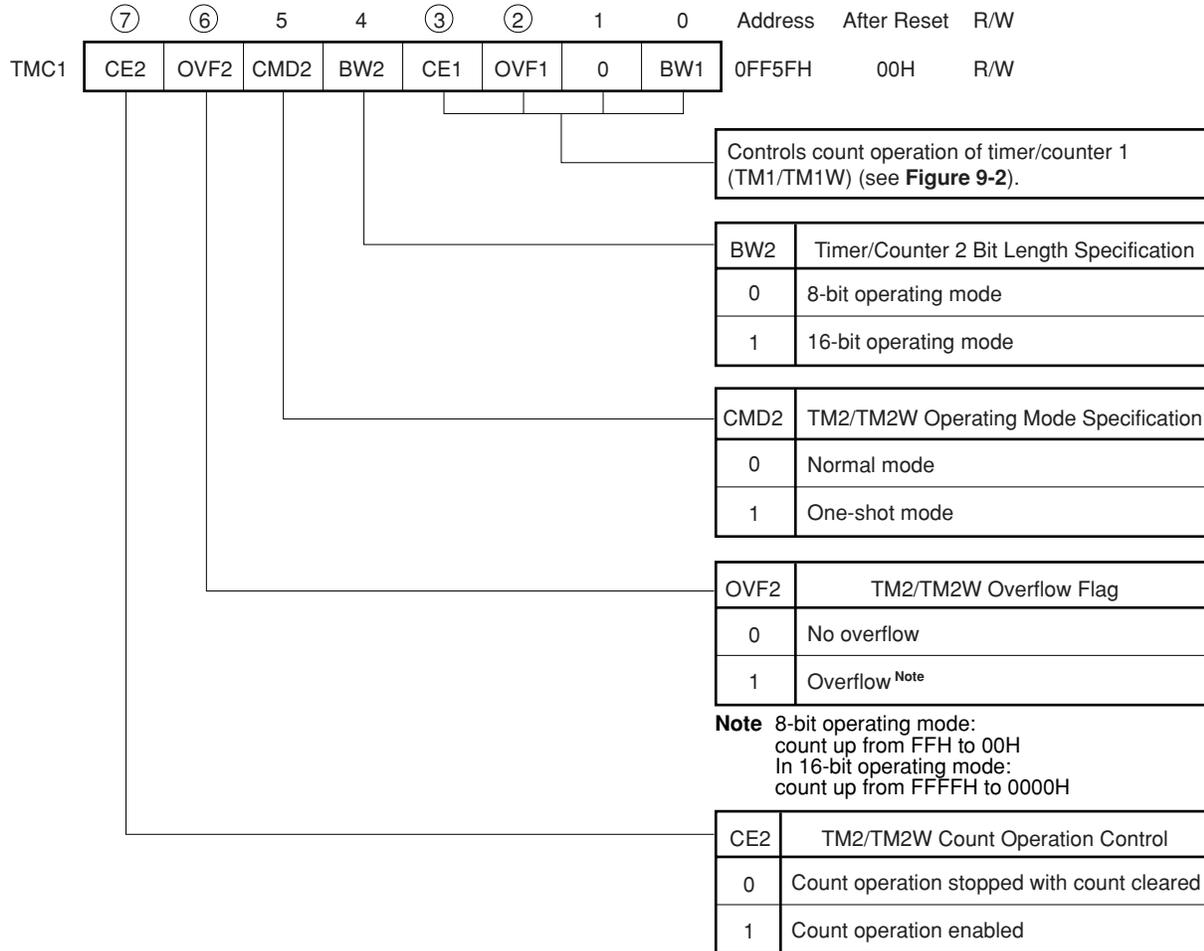 ⑦ ⑥ 5 4 ③ ② 1 0 Address After Reset R/W
TMC1 CE2 OVF2 CMD2 BW2 CE1 OVF1 0 BW1 0FF5FH 00H R/W
Controls count operation of timer/counter 1
(TM1/TM1W) (see Figure 9-2).
BW2 Timer/Counter 2 Bit Length Specification
0 8-bit operating mode
1 16-bit operating mode
CMD2 TM2/TM2W Operating Mode Specification
0 Normal mode
1 One-shot mode
OVF2 TM2/TM2W Overflow Flag
0 No overflow
1 Overflow Note
Note 8-bit operating mode:
count up from FFH to 00H
In 16-bit operating mode:
count up from FFFFH to 0000H
CE2 TM2/TM2W Count Operation Control
0 Count operation stopped with count cleared
1 Count operation enabled